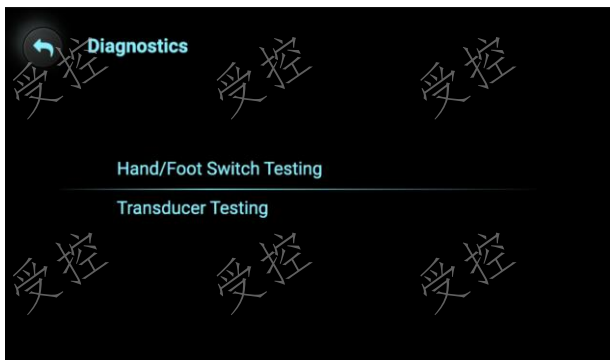 Diagnostics
受控 受控 受控
Hand/Foot Switch Testing
Transducer Testing
受控 受控 受控